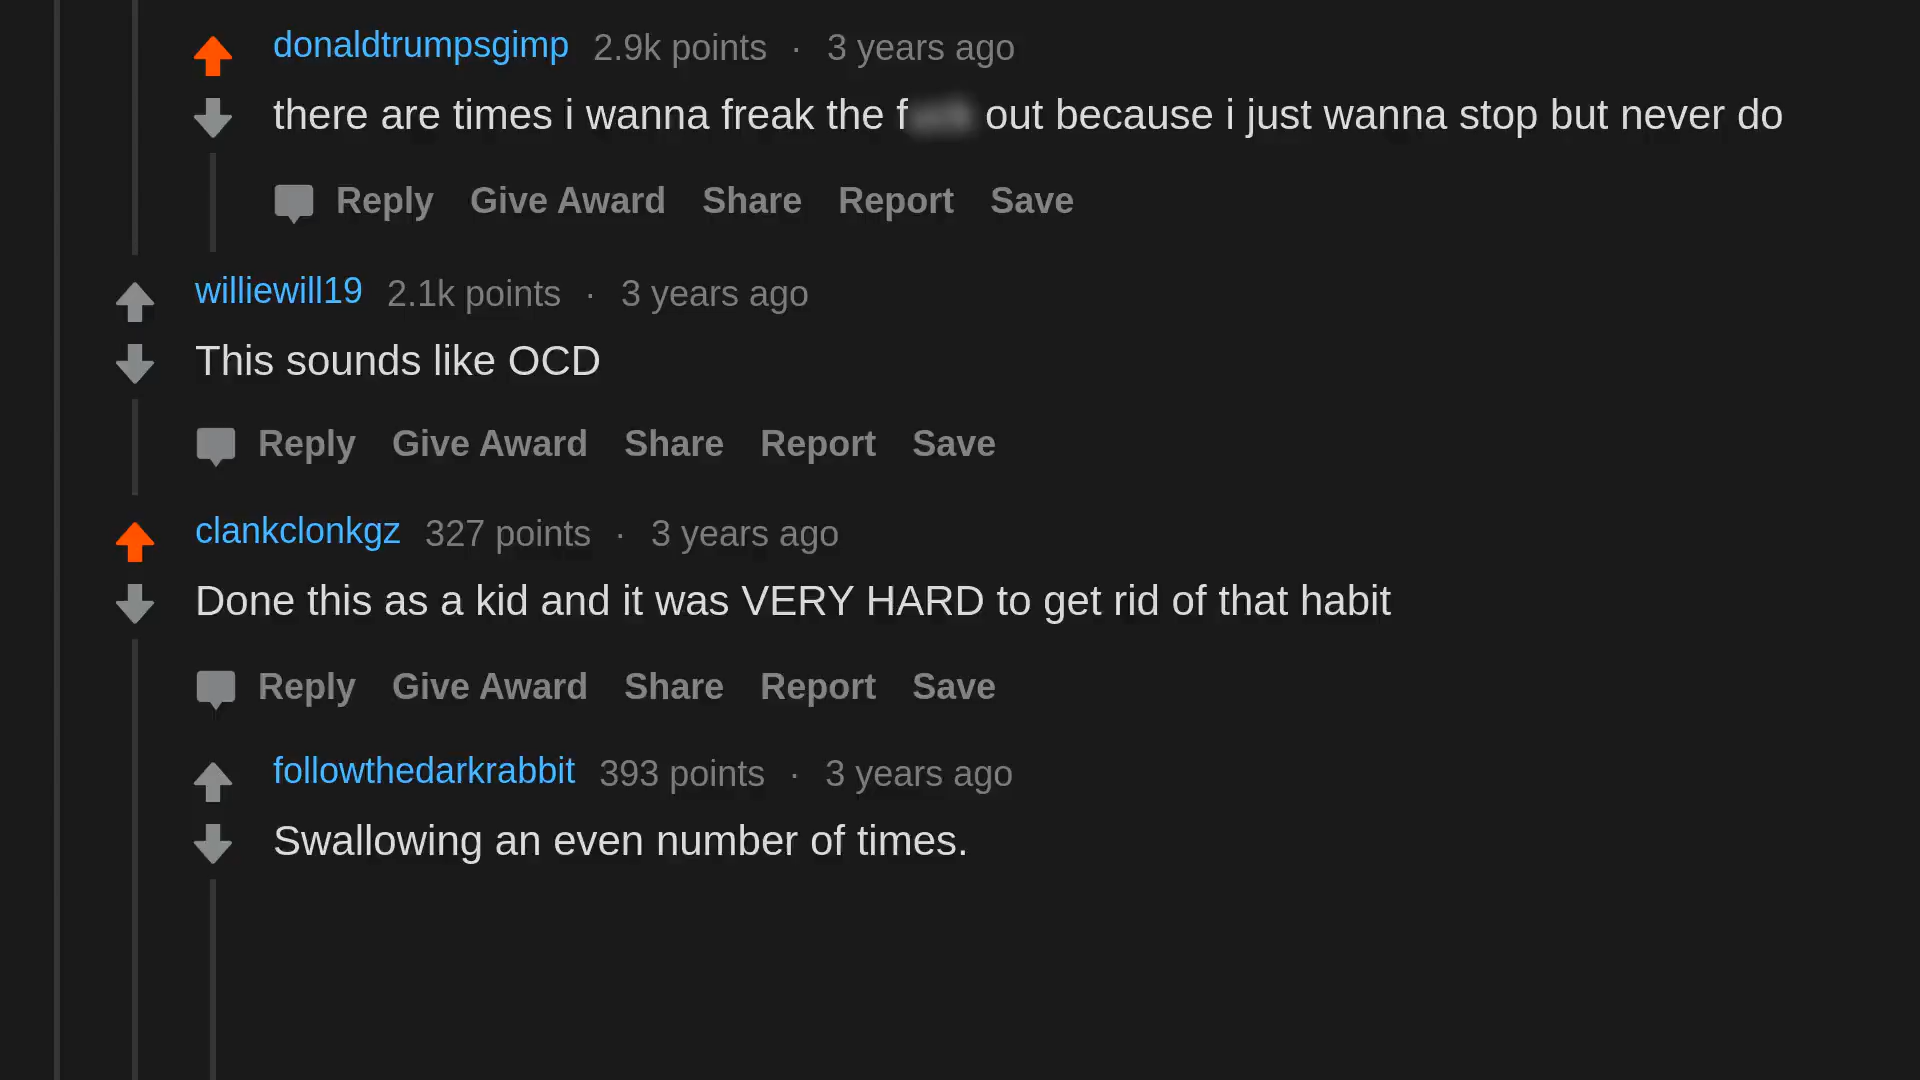 donaldtrumpsgimp 2.9k points · 3 years ago
there are times i wanna freak the f out because i just wanna stop but never do
Reply Give Award Share Report Save
williewill19 2.1k points · 3 years ago
This sounds like OCD
Reply Give Award Share Report Save
clankclonkgz 327 points · 3 years ago
Done this as a kid and it was VERY HARD to get rid of that habit
Reply Give Award Share Report Save
followthedarkrabbit 393 points · 3 years ago
Swallowing an even number of times.